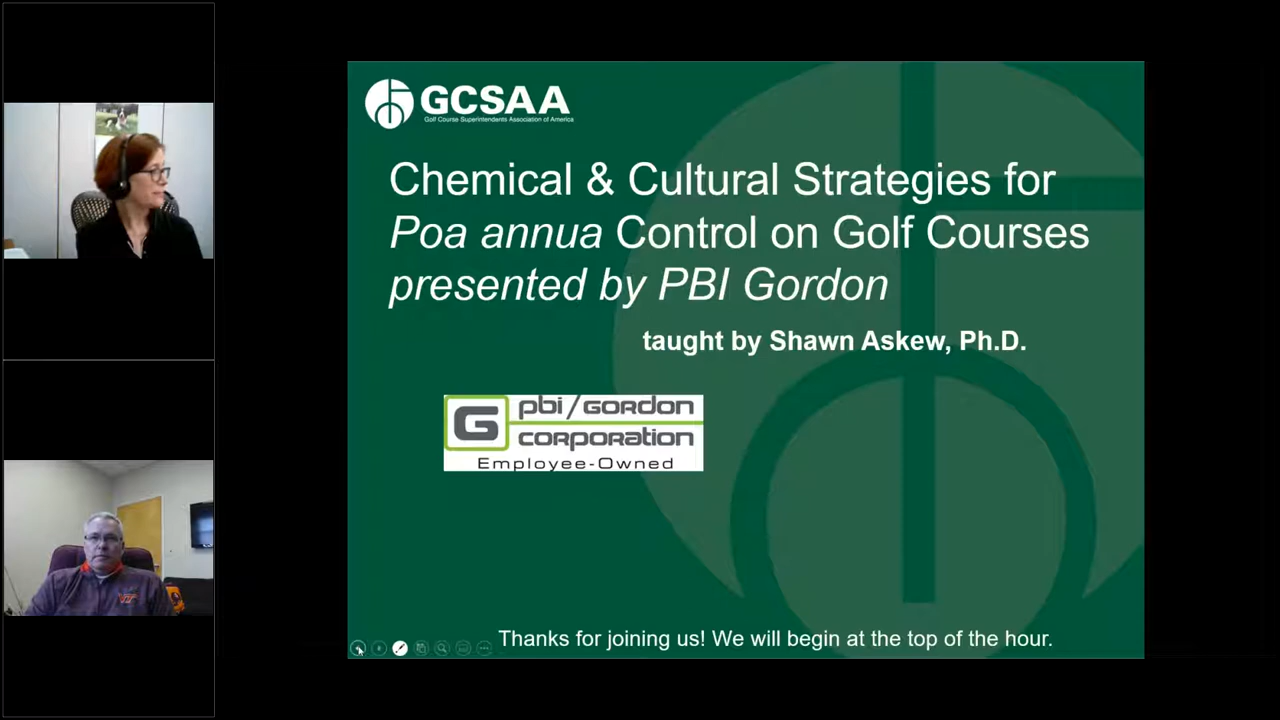 GCSAA
Golf Course Superintendents Association of America
Chemical & Cultural Strategies for
Poa annua Control on Golf Courses
presented by PBI Gordon
taught by Shawn Askew, Ph.D.
G
pbi/GORDON
CORPORATION
Employee-Owned
VT
Thanks for joining us! We will begin at the top of the hour.